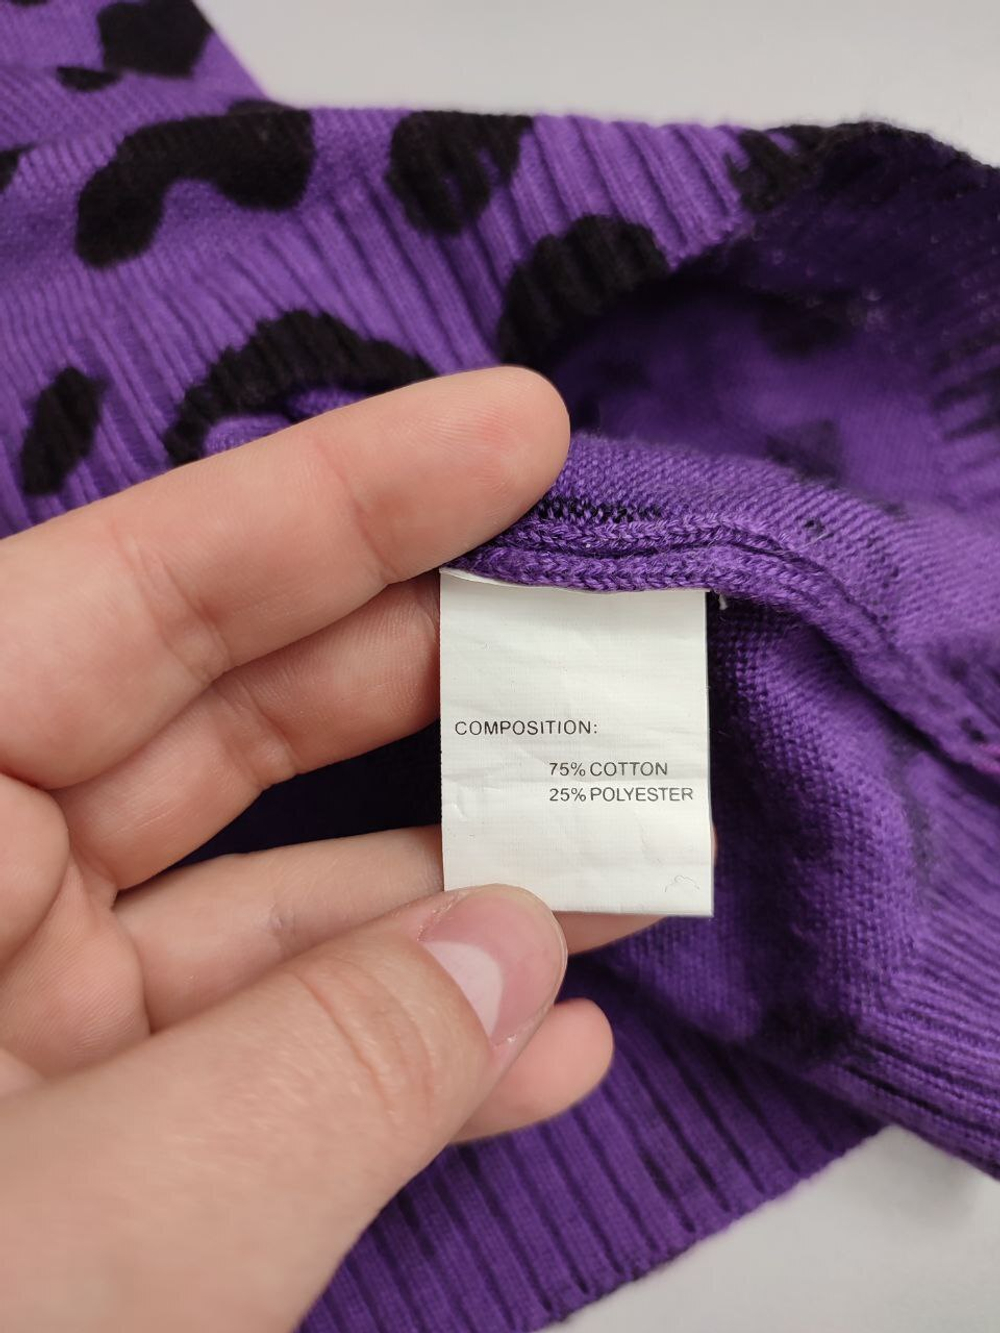 COMPOSITION:
75% COTTON
25% POLYESTER